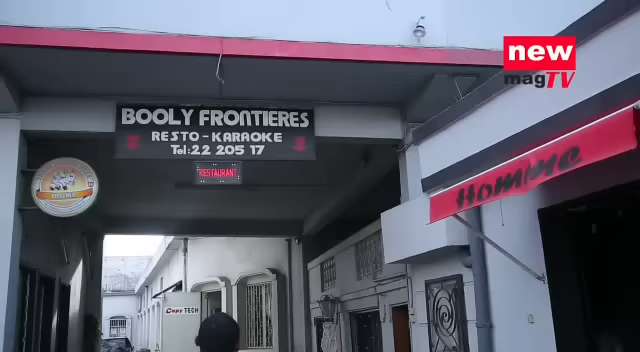 new
magTV
BOOLY FRONTIERES
RESTO-KARAOKE
Tel:22 205 17
RESTAURANT
Homme
Copy TECH